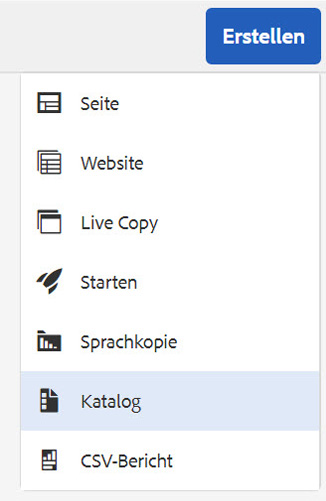 Erstellen
Seite
Website
Live Copy
Starten
Sprachkopie
Katalog
CSV-Bericht